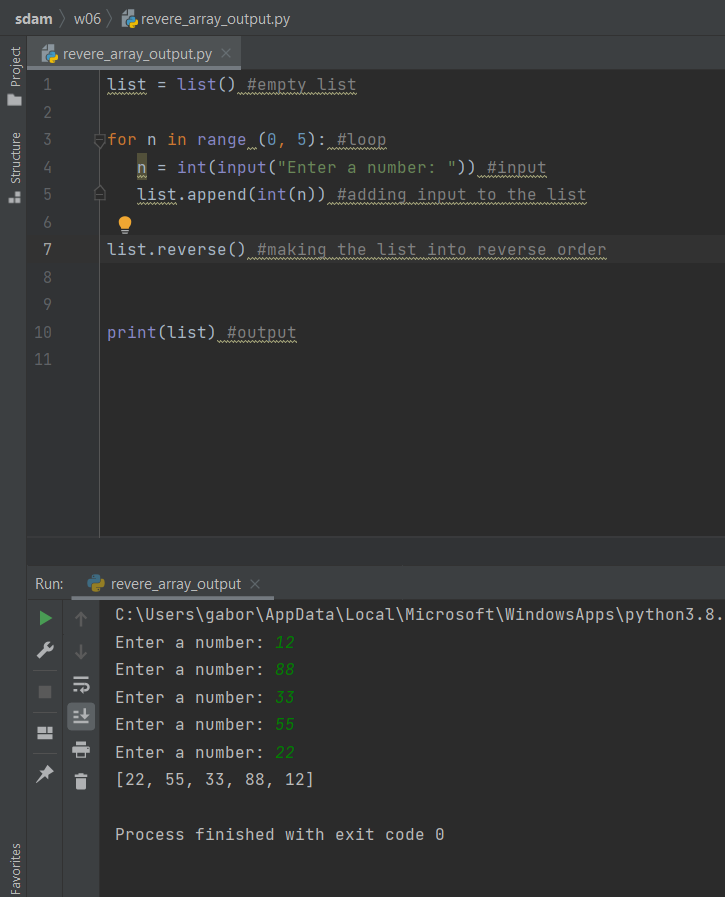 sdam w06 revere_array_output.py
Project
Structure
Favorites
revere_array_output.py
1 list = list() #empty list
2
3 for n in range (0, 5): #loop
4 n = int(input("Enter a number: ")) #input
5 list.append(int(n)) #adding input to the list
6
7 list.reverse() #making the list into reverse order
8
9
10 print(list) #output
11
Run: revere_array_output
C:\Users\gabor\AppData\Local\Microsoft\WindowsApps\python3.8.
Enter a number: 12
Enter a number: 88
Enter a number: 33
Enter a number: 55
Enter a number: 22
[22, 55, 33, 88, 12]
Process finished with exit code 0